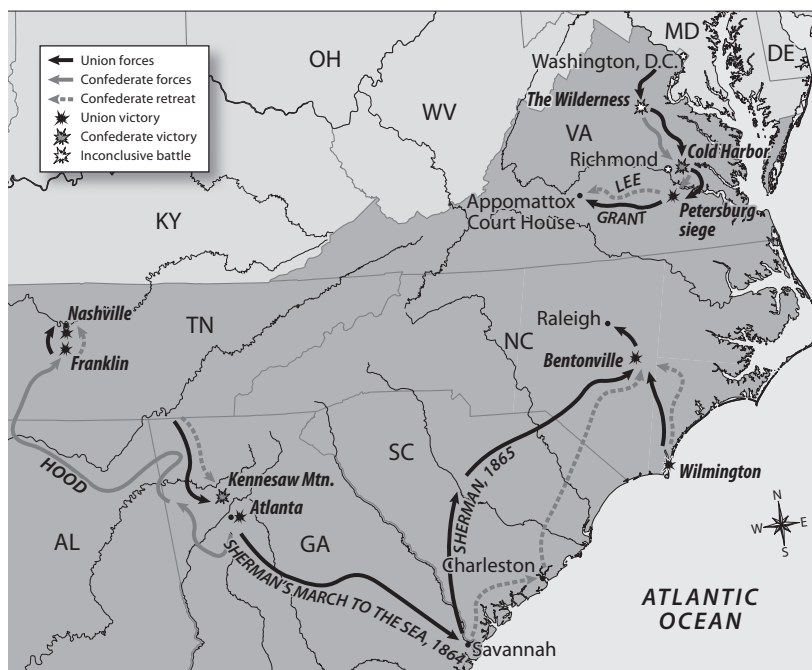 Union forces
Confederate forces
Confederate retreat
Union victory
Confederate victory
Inconclusive battle
OH
MD
DE
WV
Washington, D.C.
The Wilderness
VA
Cold Harbor
Richmond
LEE
Appomattox
Court House
GRANT
Petersburg
siege
KY
Nashville
TN
Franklin
NC
Raleigh
Bentonville
HOOD
SC
Kennesaw Mtn.
Atlanta
SHERMAN, 1865
Wilmington
AL
GA
SHERMAN'S MARCH TO THE SEA, 1864
Charleston
Savannah
N
W
E
S
ATLANTIC
OCEAN